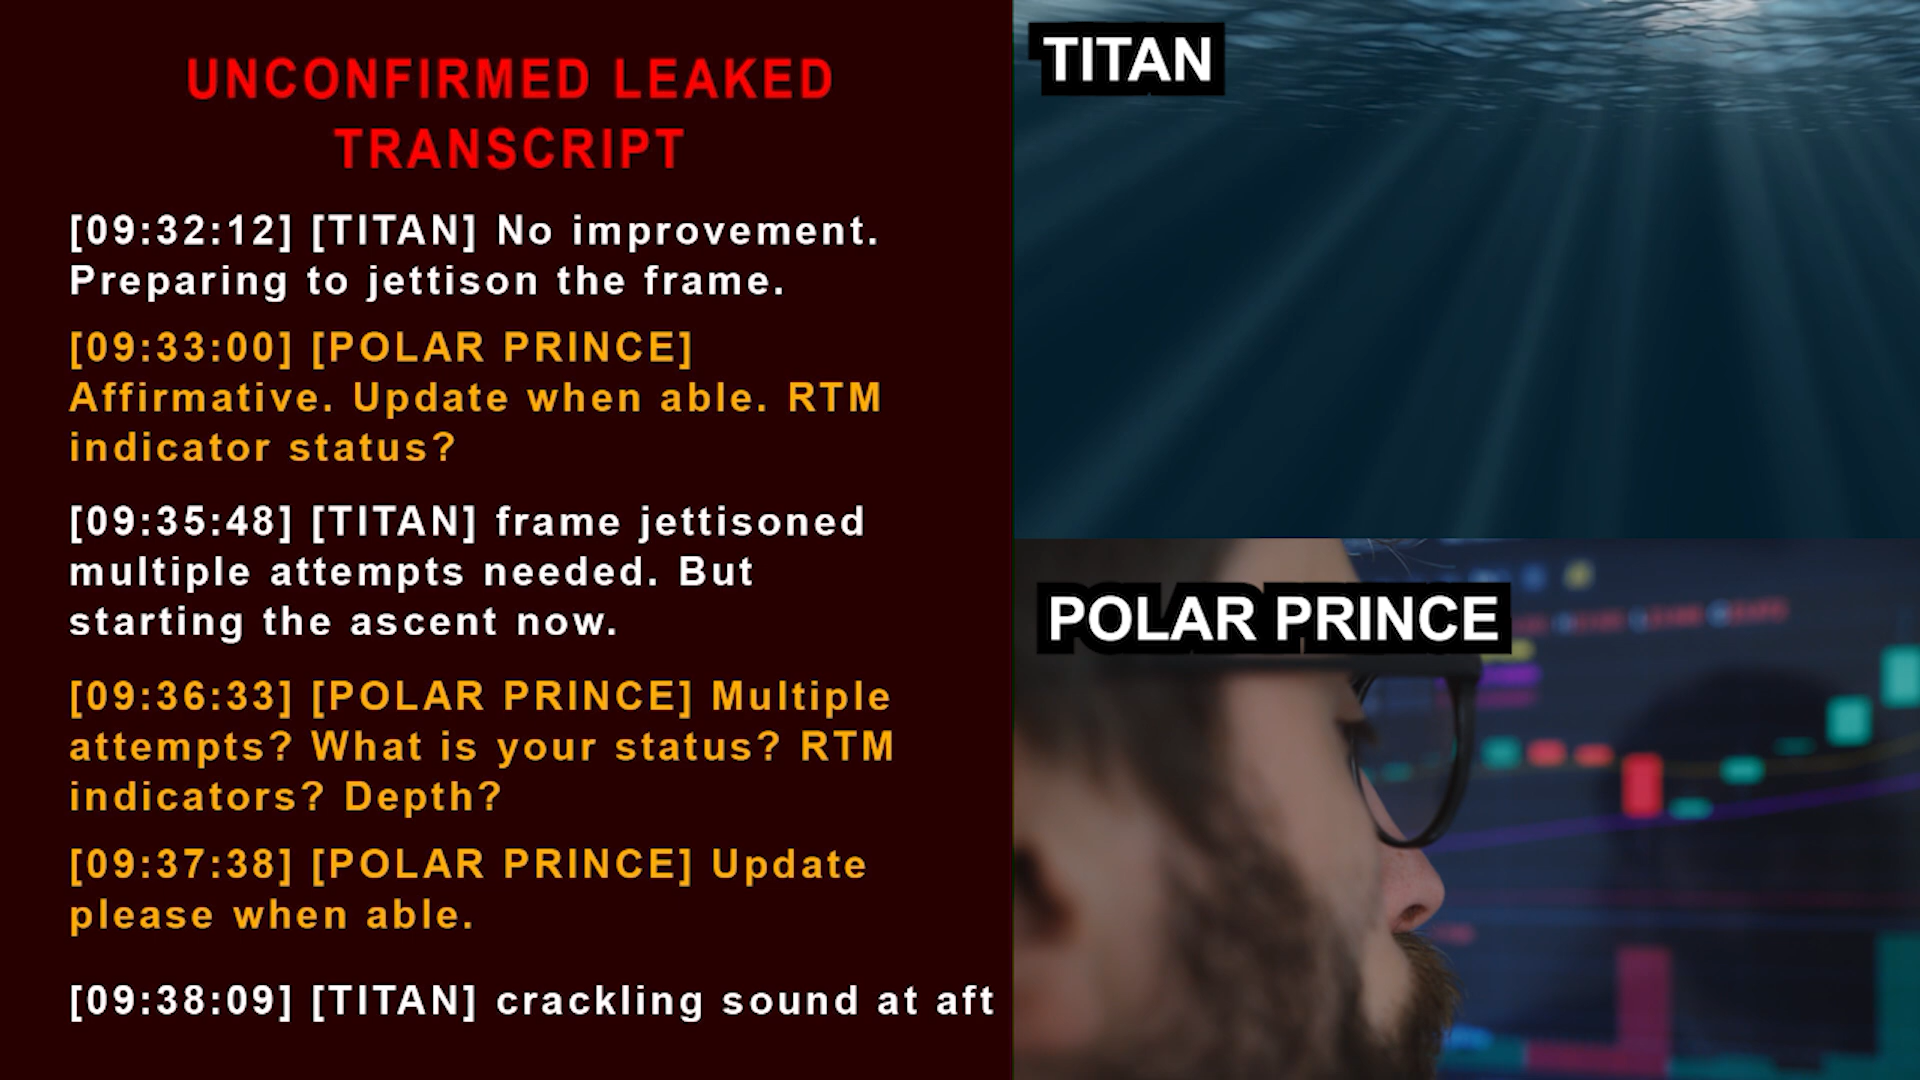 UNCONFIRMED LEAKED
TRANSCRIPT
[09:32:12] [TITAN] No improvement.
Preparing to jettison the frame.
[09:33:00] [POLAR PRINCE]
Affirmative. Update when able. RTM
indicator status?
[09:35:48] [TITAN] frame jettisoned
multiple attempts needed. But
starting the ascent now.
[09:36:33] [POLAR PRINCE] Multiple
attempts? What is your status? RTM
indicators? Depth?
[09:37:38] [POLAR PRINCE] Update
please when able.
[09:38:09] [TITAN] crackling sound at aft
TITAN
POLAR PRINCE